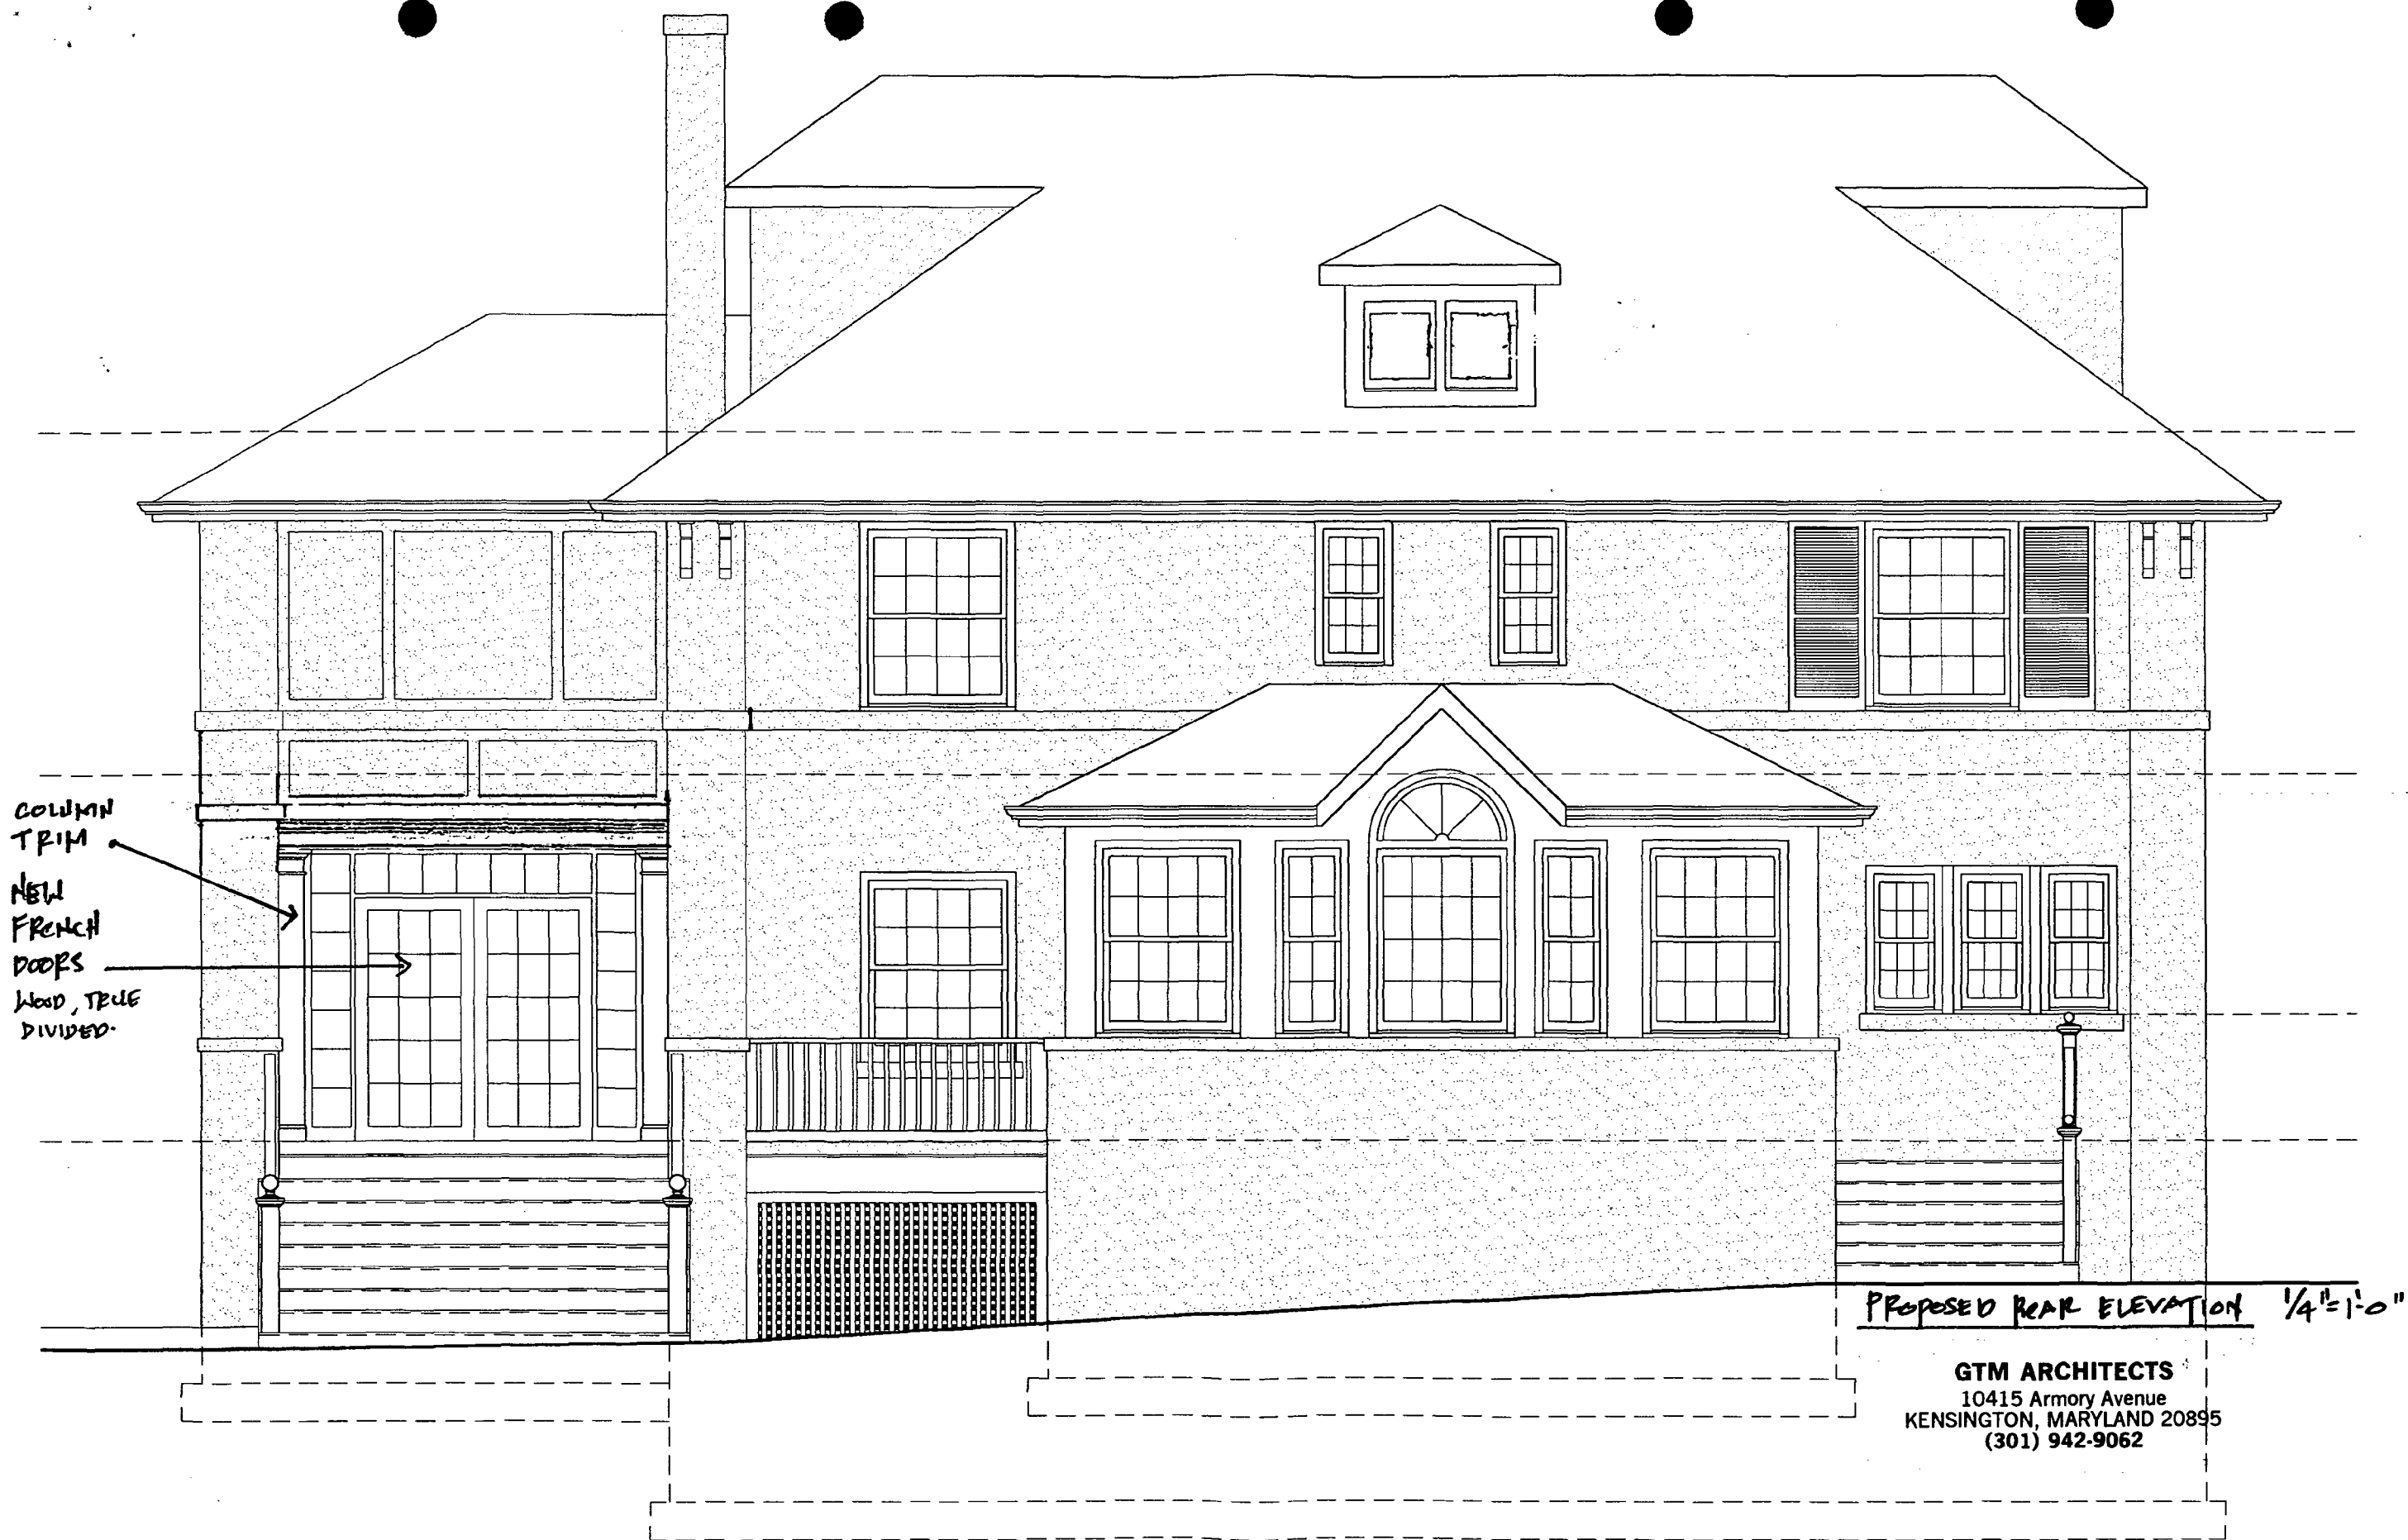 COLUMN
TRIM
NEW
FRENCH
DOORS
WOOD, TRUE
DIVIDED.
PROPOSED REAR ELEVATION 1/4"=1'-0"
GTM ARCHITECTS
10415 Armory Avenue
KENSINGTON, MARYLAND 20895
(301) 942-9062